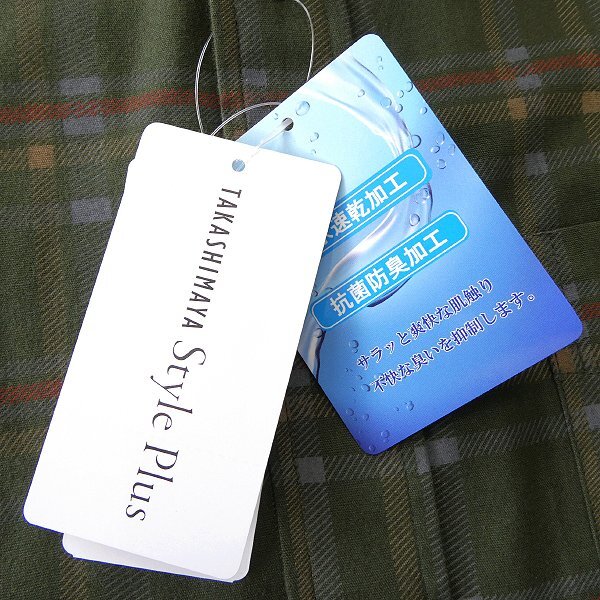 TAKASHIMAYA Style Plus
速乾加工
抗菌防臭加工
サラッと爽快な肌触り
不快な臭いを抑制します。